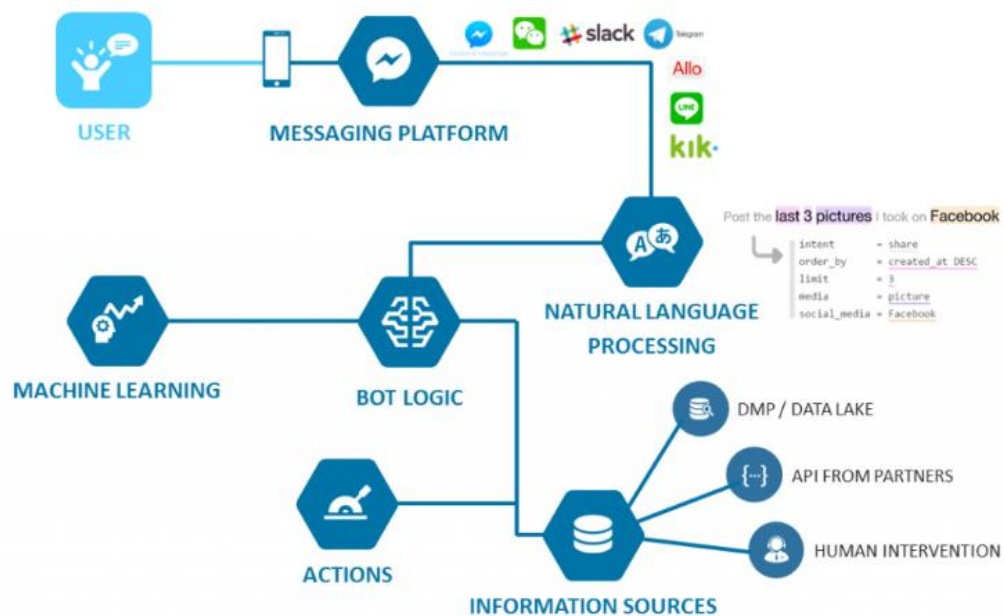 slack
Telegram
Allo
LINE
kik
USER
MESSAGING PLATFORM
Post the last 3 pictures I took on Facebook
intent = share
order_by = created_at DESC
limit = 3
media = picture
social_media = Facebook
A あ
NATURAL LANGUAGE
PROCESSING
MACHINE LEARNING
BOT LOGIC
DMP / DATA LAKE
{...}
API FROM PARTNERS
HUMAN INTERVENTION
ACTIONS
INFORMATION SOURCES